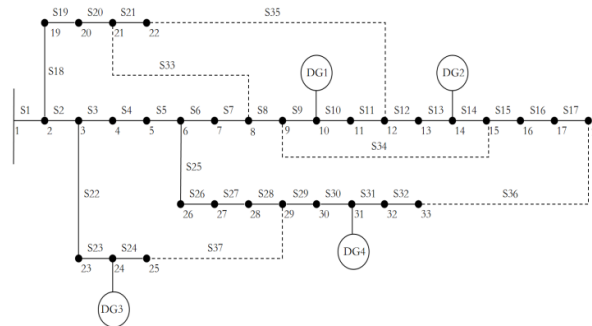 S19 S20 S21 S35
19 20 21 22
S33
S18
DG1 DG2
S1 S2 S3 S4 S5 S6 S7 S8 S9 S10 S11 S12 S13 S14 S15 S16 S17
1 2 3 4 5 6 7 8 9 10 11 12 13 14 15 16 17
S34
S25
S22
S26 S27 S28 S29 S30 S31 S32 S36
26 27 28 29 30 31 32 33
S23 S24 S37
23 24 25
DG4
DG3